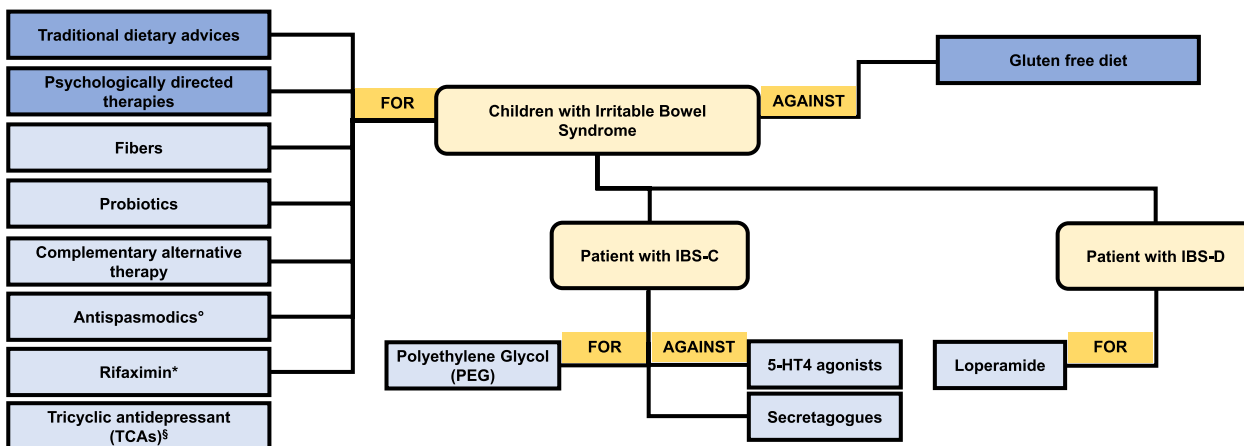 Traditional dietary advices
Psychologically directed
therapies
Fibers
Probiotics
Complementary alternative
therapy
Antispasmodics°
Rifaximin*
Tricyclic antidepressant
(TCAs)§
FOR
Children with Irritable Bowel
Syndrome
AGAINST
Gluten free diet
Patient with IBS-C
Patient with IBS-D
Polyethylene Glycol
(PEG)
FOR
AGAINST
5-HT4 agonists
Secretagogues
Loperamide
FOR